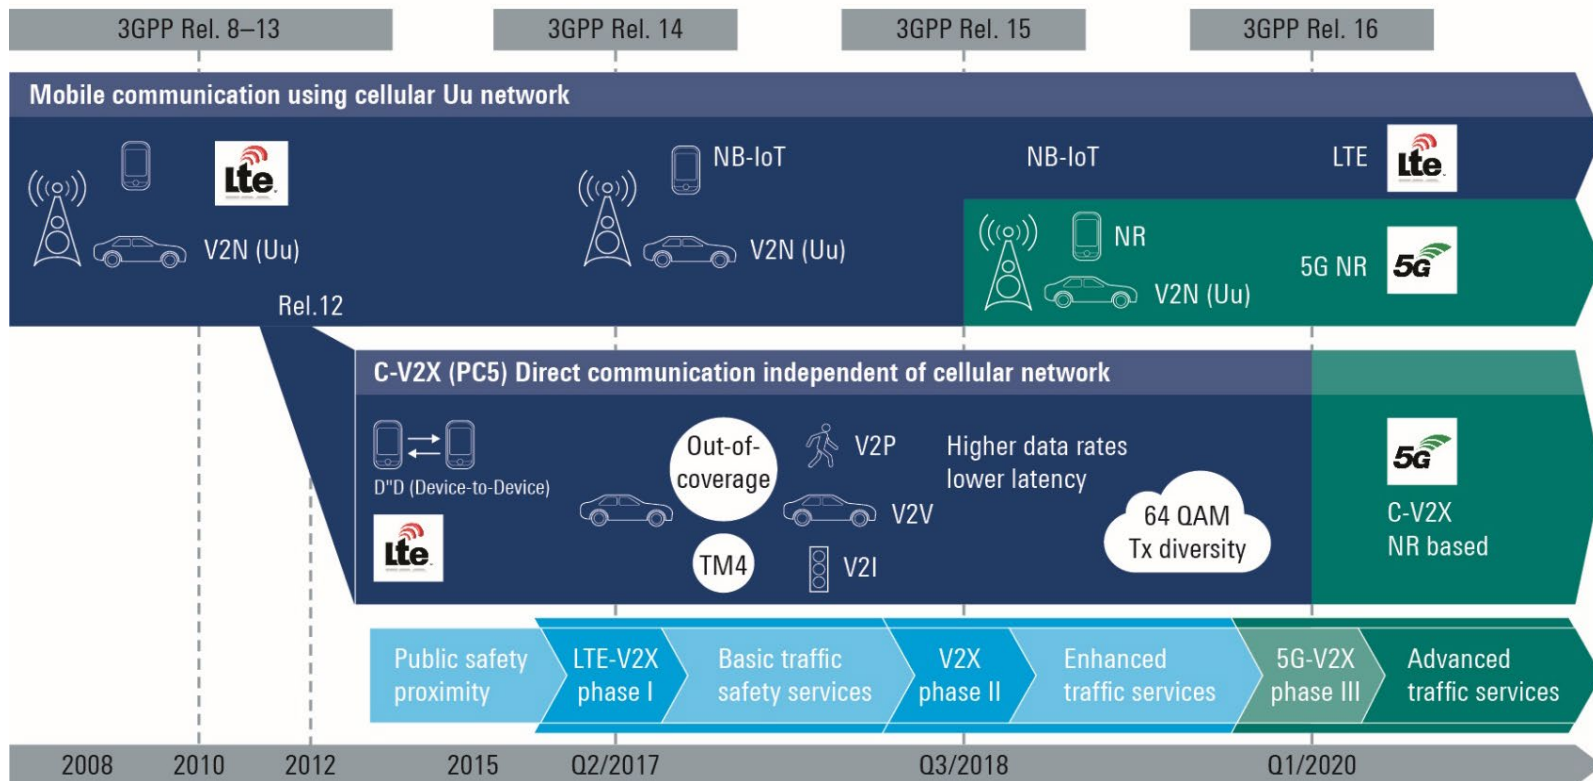 3GPP Rel. 8–13
3GPP Rel. 14
3GPP Rel. 15
3GPP Rel. 16
Mobile communication using cellular Uu network
Lte
V2N (Uu)
Rel.12
NB-IoT
V2N (Uu)
NB-IoT
LTE
Lte
NR
V2N (Uu)
5G NR
5G
C-V2X (PC5) Direct communication independent of cellular network
D"D (Device-to-Device)
Lte
Out-of-
coverage
TM4
V2P
V2V
V2I
Higher data rates
lower latency
64 QAM
Tx diversity
5G
C-V2X
NR based
Public safety
proximity
LTE-V2X
phase I
Basic traffic
safety services
V2X
phase II
Enhanced
traffic services
5G-V2X
phase III
Advanced
traffic services
2008
2010
2012
2015
Q2/2017
Q3/2018
Q1/2020